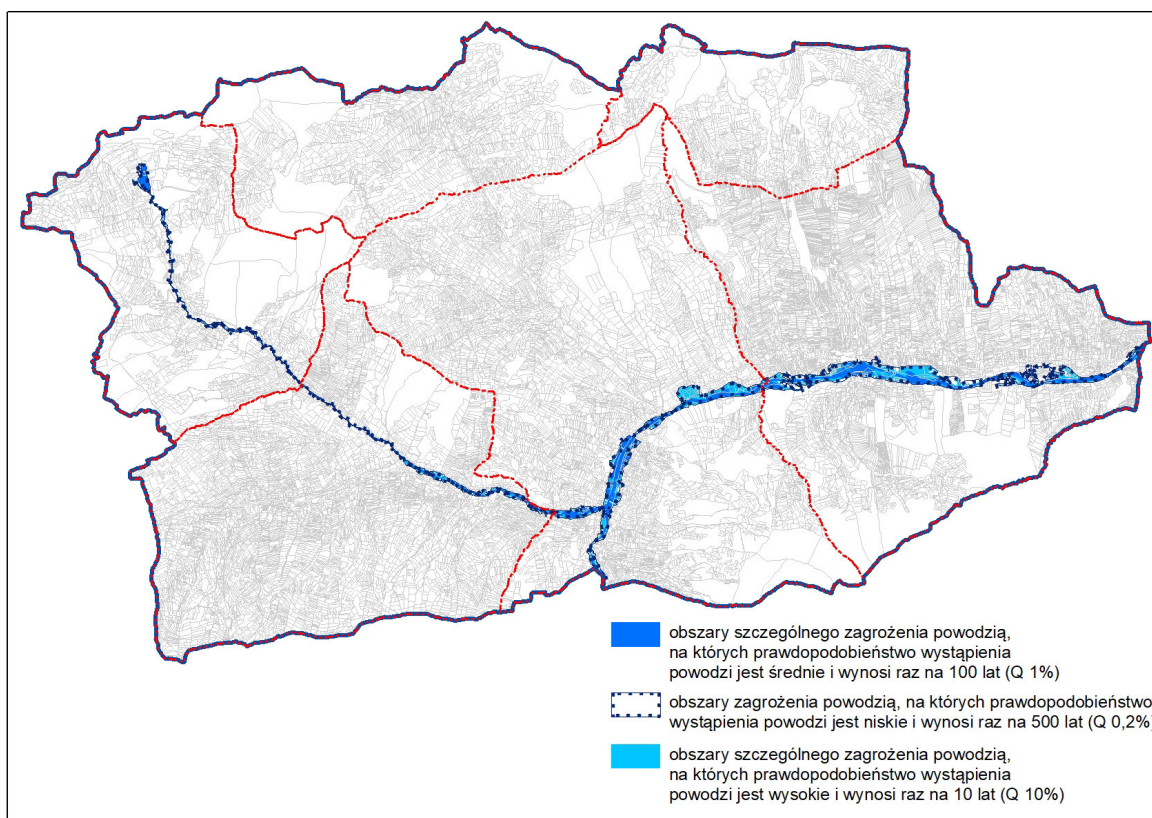 obszary szczególnego zagrożenia powodzią,
na których prawdopodobieństwo wystąpienia
powodzi jest średnie i wynosi raz na 100 lat (Q 1%)
obszary zagrożenia powodzią, na których prawdopodobieństwo
wystąpienia powodzi jest niskie i wynosi raz na 500 lat (Q 0,2%)
obszary szczególnego zagrożenia powodzią,
na których prawdopodobieństwo wystąpienia
powodzi jest wysokie i wynosi raz na 10 lat (Q 10%)